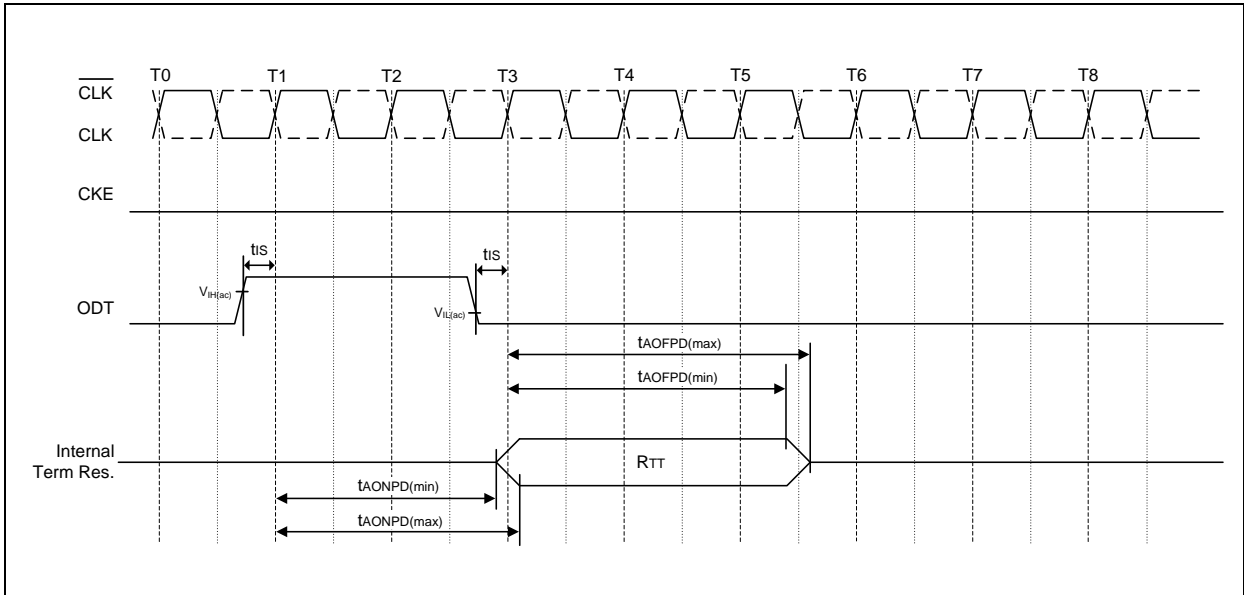 T0 T1 T2 T3 T4 T5 T6 T7 T8
CLK
CLK
CKE
tIS tIS
VIH(ac)
ODT
VIL(ac)
tAOFPD(max)
tAOFPD(min)
Internal
Term Res.
RTT
tAONPD(min)
tAONPD(max)